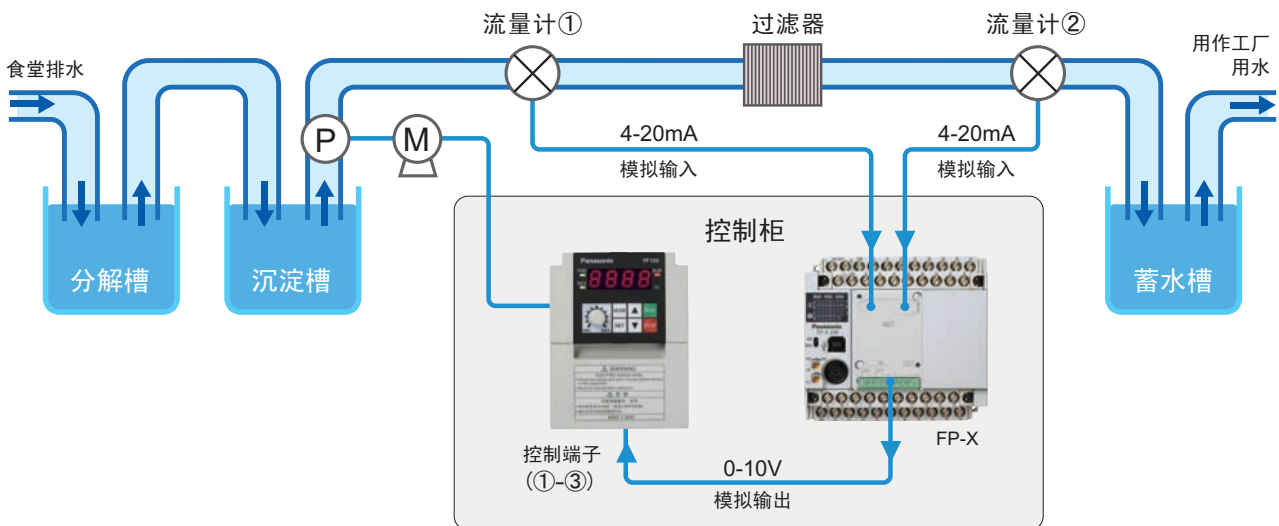 流量计①
过滤器
流量计②
食堂排水
用作工厂
用水
P
M
4-20mA
模拟输入
4-20mA
模拟输入
控制柜
分解槽
沉淀槽
蓄水槽
Panasonic
VF100
8888
Panasonic
WARNING
FP-X
控制端子
(①-③)
0-10V
模拟输出